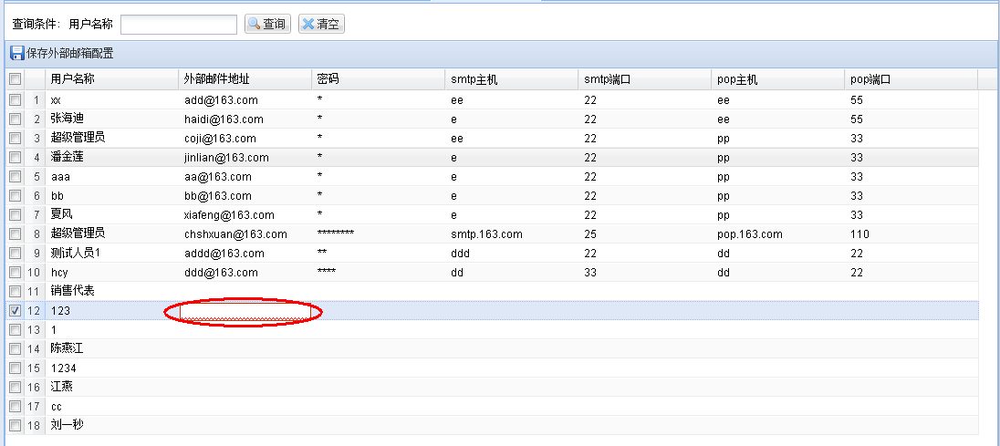 查询条件: 用户名称 查询 清空
保存外部邮箱配置
用户名称 外部邮件地址 密码 smtp主机 smtp端口 pop主机 pop端口
1 xx add@163.com * ee 22 ee 55
2 张海迪 haidi@163.com * e 22 ee 55
3 超级管理员 coji@163.com * ee 22 pp 33
4 潘金莲 jinlian@163.com * e 22 pp 33
5 aaa aa@163.com * e 22 pp 33
6 bb bb@163.com * e 22 pp 33
7 夏风 xiafeng@163.com * e 22 pp 33
8 超级管理员 chshxuan@163.com ******** smtp.163.com 25 pop.163.com 110
9 测试人员1 addd@163.com ** ddd 22 dd 22
10 hcy ddd@163.com **** dd 33 dd 22
11 销售代表
12 123
13 1
14 陈燕江
15 1234
16 江燕
17 cc
18 刘一秒